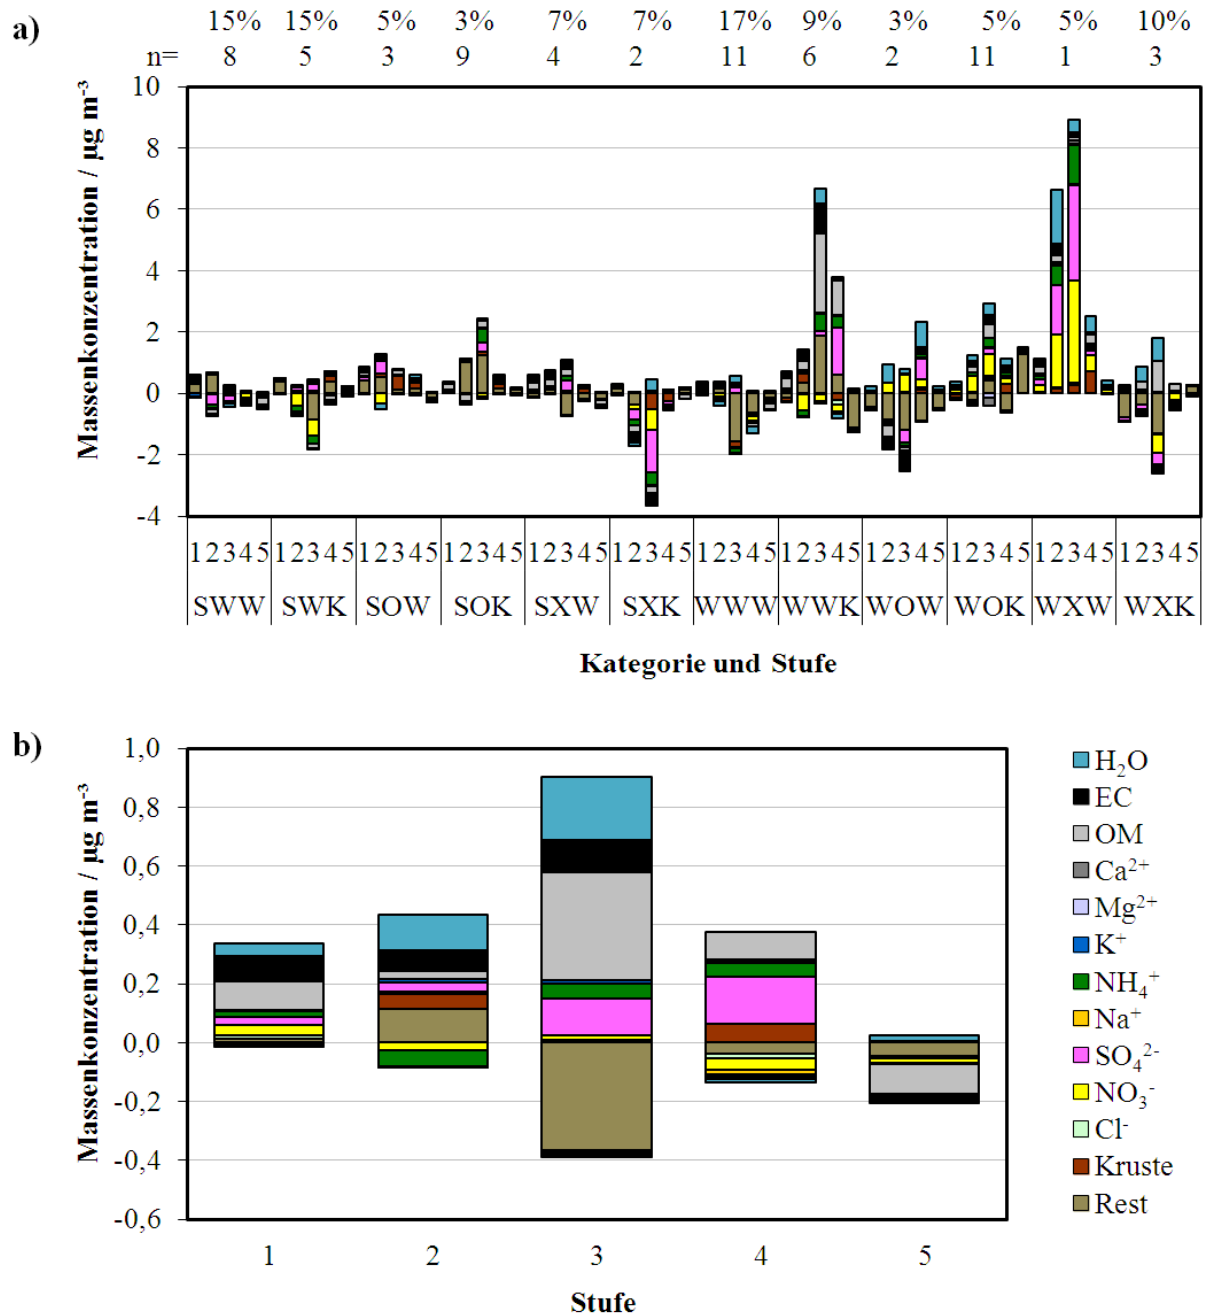 a)
15% 15% 5% 3% 7% 7% 17% 9% 3% 5% 5% 10%
n= 8 5 3 9 4 2 11 6 2 11 1 3
Massenkonzentration / µg m⁻³
10
8
6
4
2
0
-2
-4
12345 12345 12345 12345 12345 12345 12345 12345 12345 12345 12345 12345
SWW SWK SOW SOK SXW SXK WWW WWK WOW WOK WXW WXK
Kategorie und Stufe
b)
Massenkonzentration / µg m⁻³
1,0
0,8
0,6
0,4
0,2
0,0
-0,2
-0,4
-0,6
1 2 3 4 5
Stufe
H₂O
EC
OM
Ca²⁺
Mg²⁺
K⁺
NH₄⁺
Na⁺
SO₄²⁻
NO₃⁻
Cl⁻
Kruste
Rest